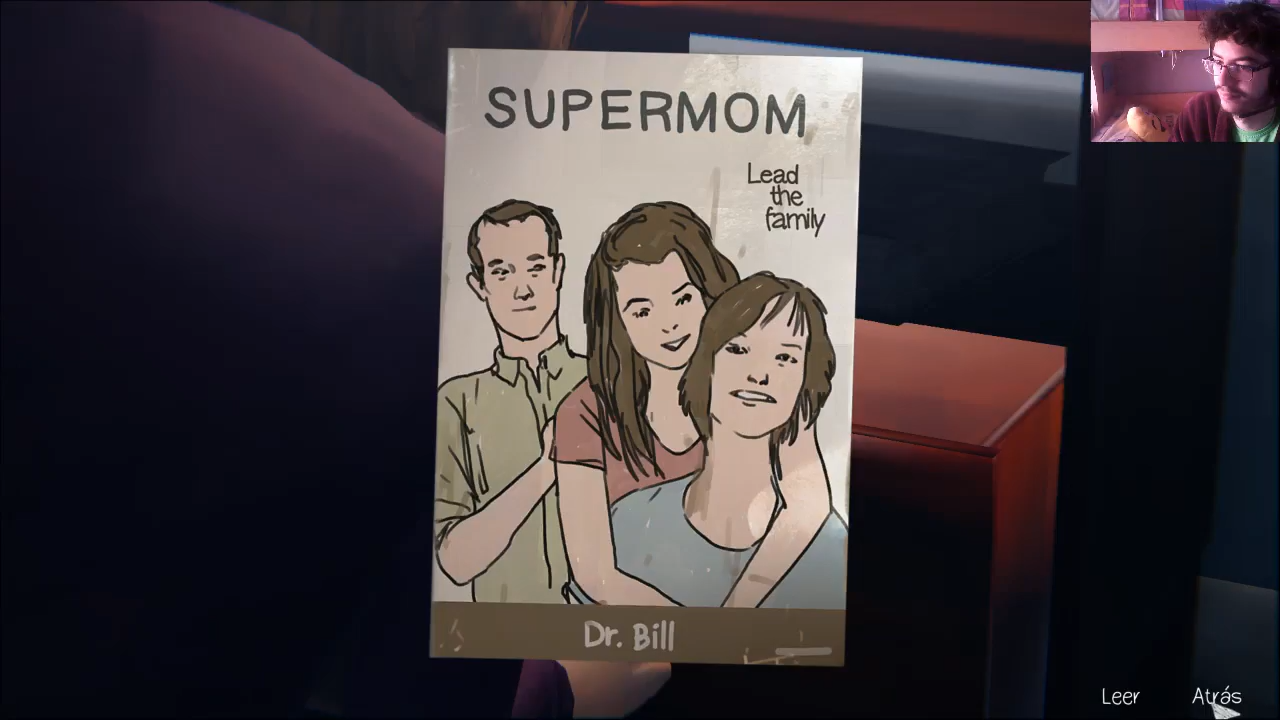 SUPERMOM
Lead
the
family
Dr. Bill
Leer
Atrás